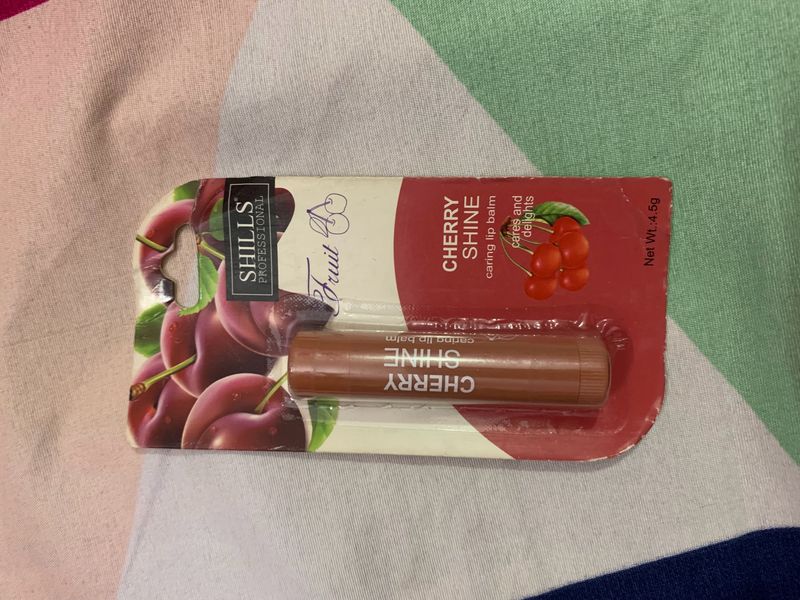 SHILLS®
PROFESSIONAL
Fruit
CHERRY
SHINE
caring lip balm
cares and
delights
Net Wt.:4.5g
CHERRY
SHINE
caring lip balm